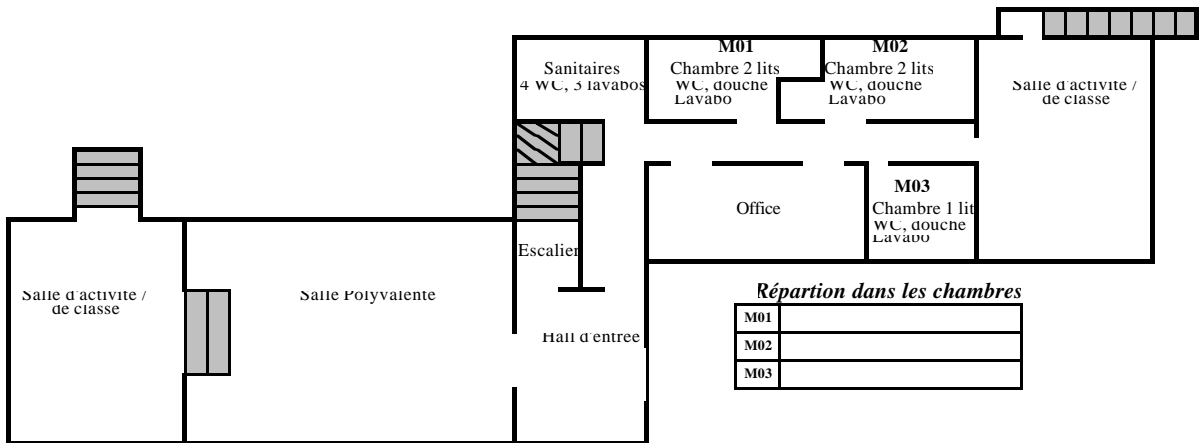 M01
M02
Sanitaires
4 WC, 3 lavabos
Chambre 2 lits
WC, douche
Lavabo
Chambre 2 lits
WC, douche
Lavabo
Salle d'activité /
de classe
M03
Chambre 1 lit
WC, douche
Lavabo
Office
Escalier
Salle d'activité /
de classe
Salle Polyvalente
Hall d'entrée
Répartion dans les chambres
M01
M02
M03